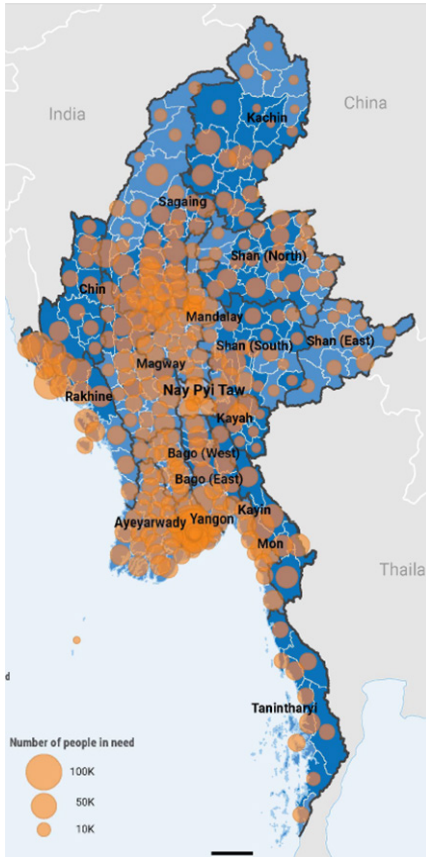 India
China
Kachin
Sagaing
Shan (North)
Chin
Mandalay
Shan (South)
Shan (East)
Magway
Nay Pyi Taw
Rakhine
Kayah
Bago (West)
Bago (East)
Ayeyarwady
Yangon
Kayin
Mon
Thaila
d
Tanintharyi
Number of people in need
100K
50K
10K